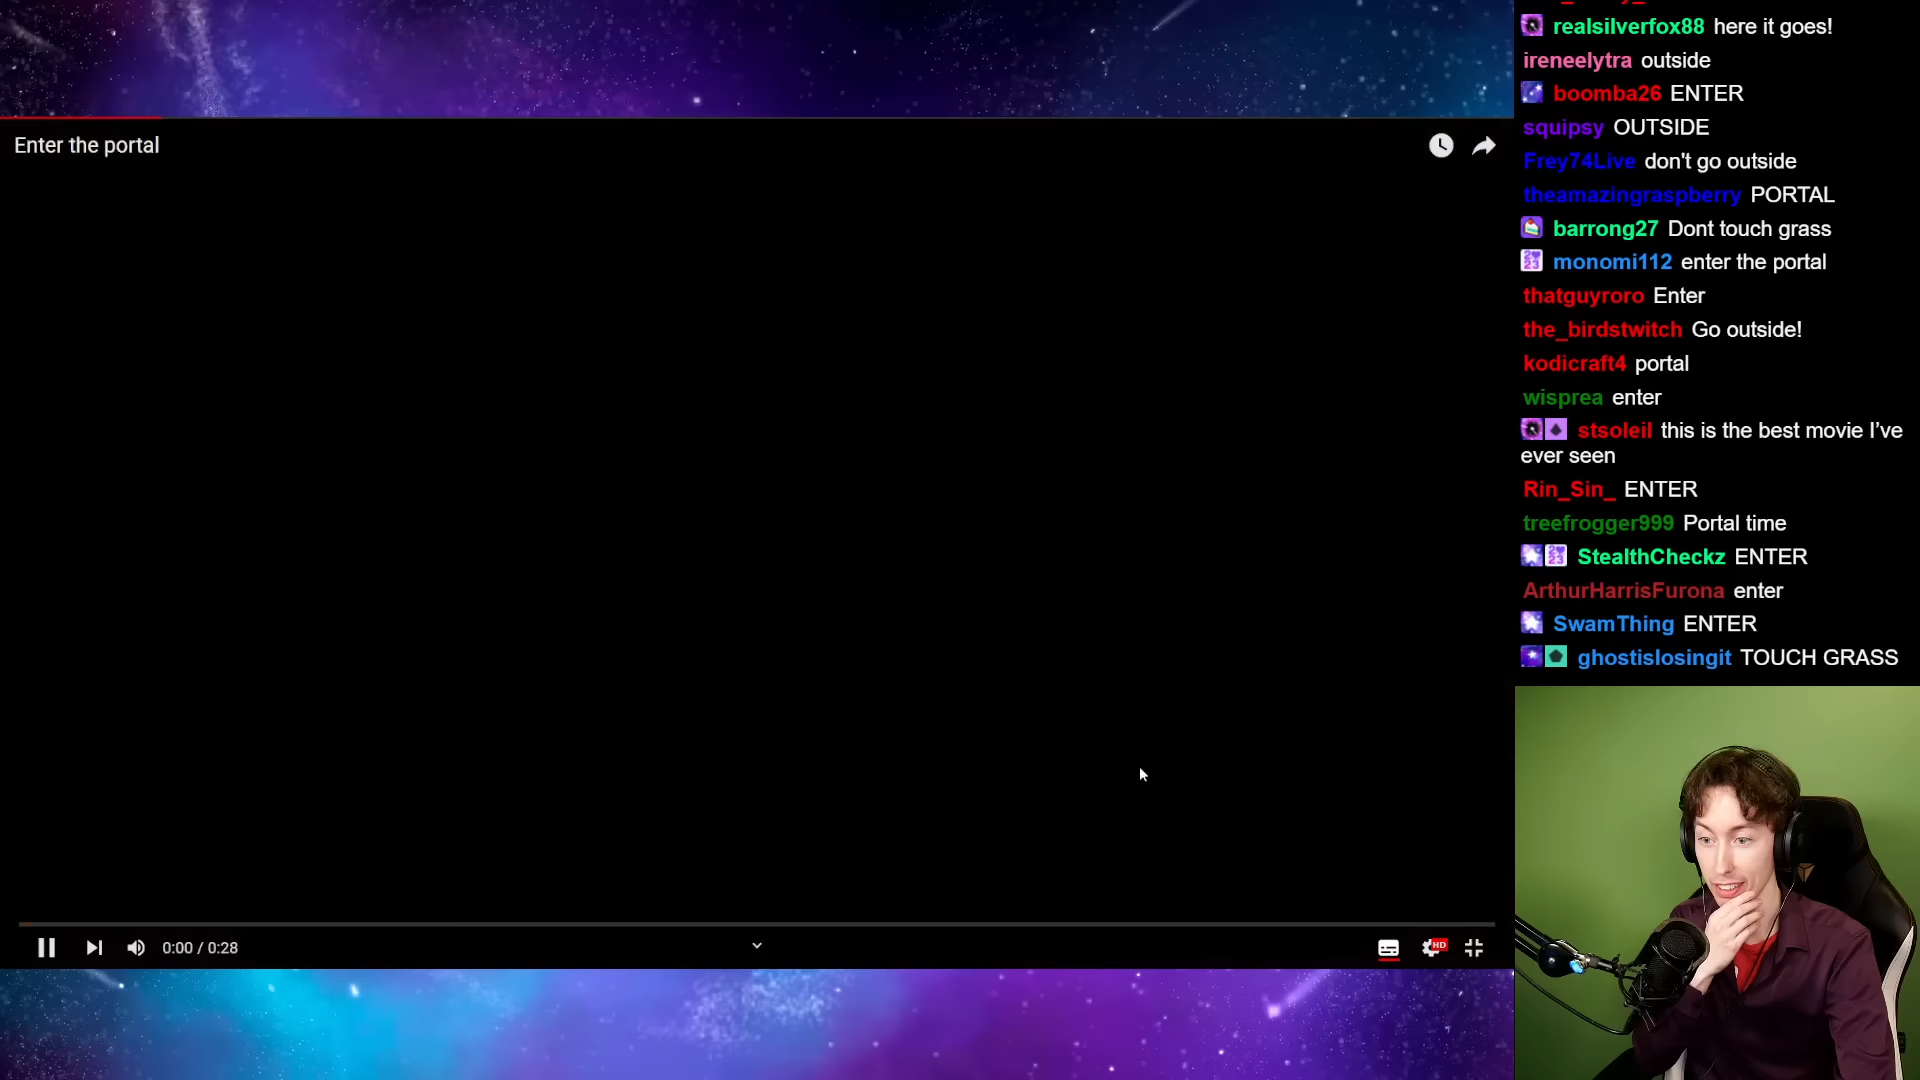 Enter the portal
0:00 / 0:28
HD
realsilverfox88 here it goes!
ireneelytra outside
boomba26 ENTER
squipsy OUTSIDE
Frey74Live don't go outside
theamazingraspberry PORTAL
barrong27 Dont touch grass
monomi112 enter the portal
thatguyroro Enter
the_birdstwitch Go outside!
kodicraft4 portal
wisprea enter
stsoleil this is the best movie I've
ever seen
Rin_Sin_ ENTER
treefrogger999 Portal time
StealthCheckz ENTER
ArthurHarrisFurona enter
SwamThing ENTER
ghostislosingit TOUCH GRASS